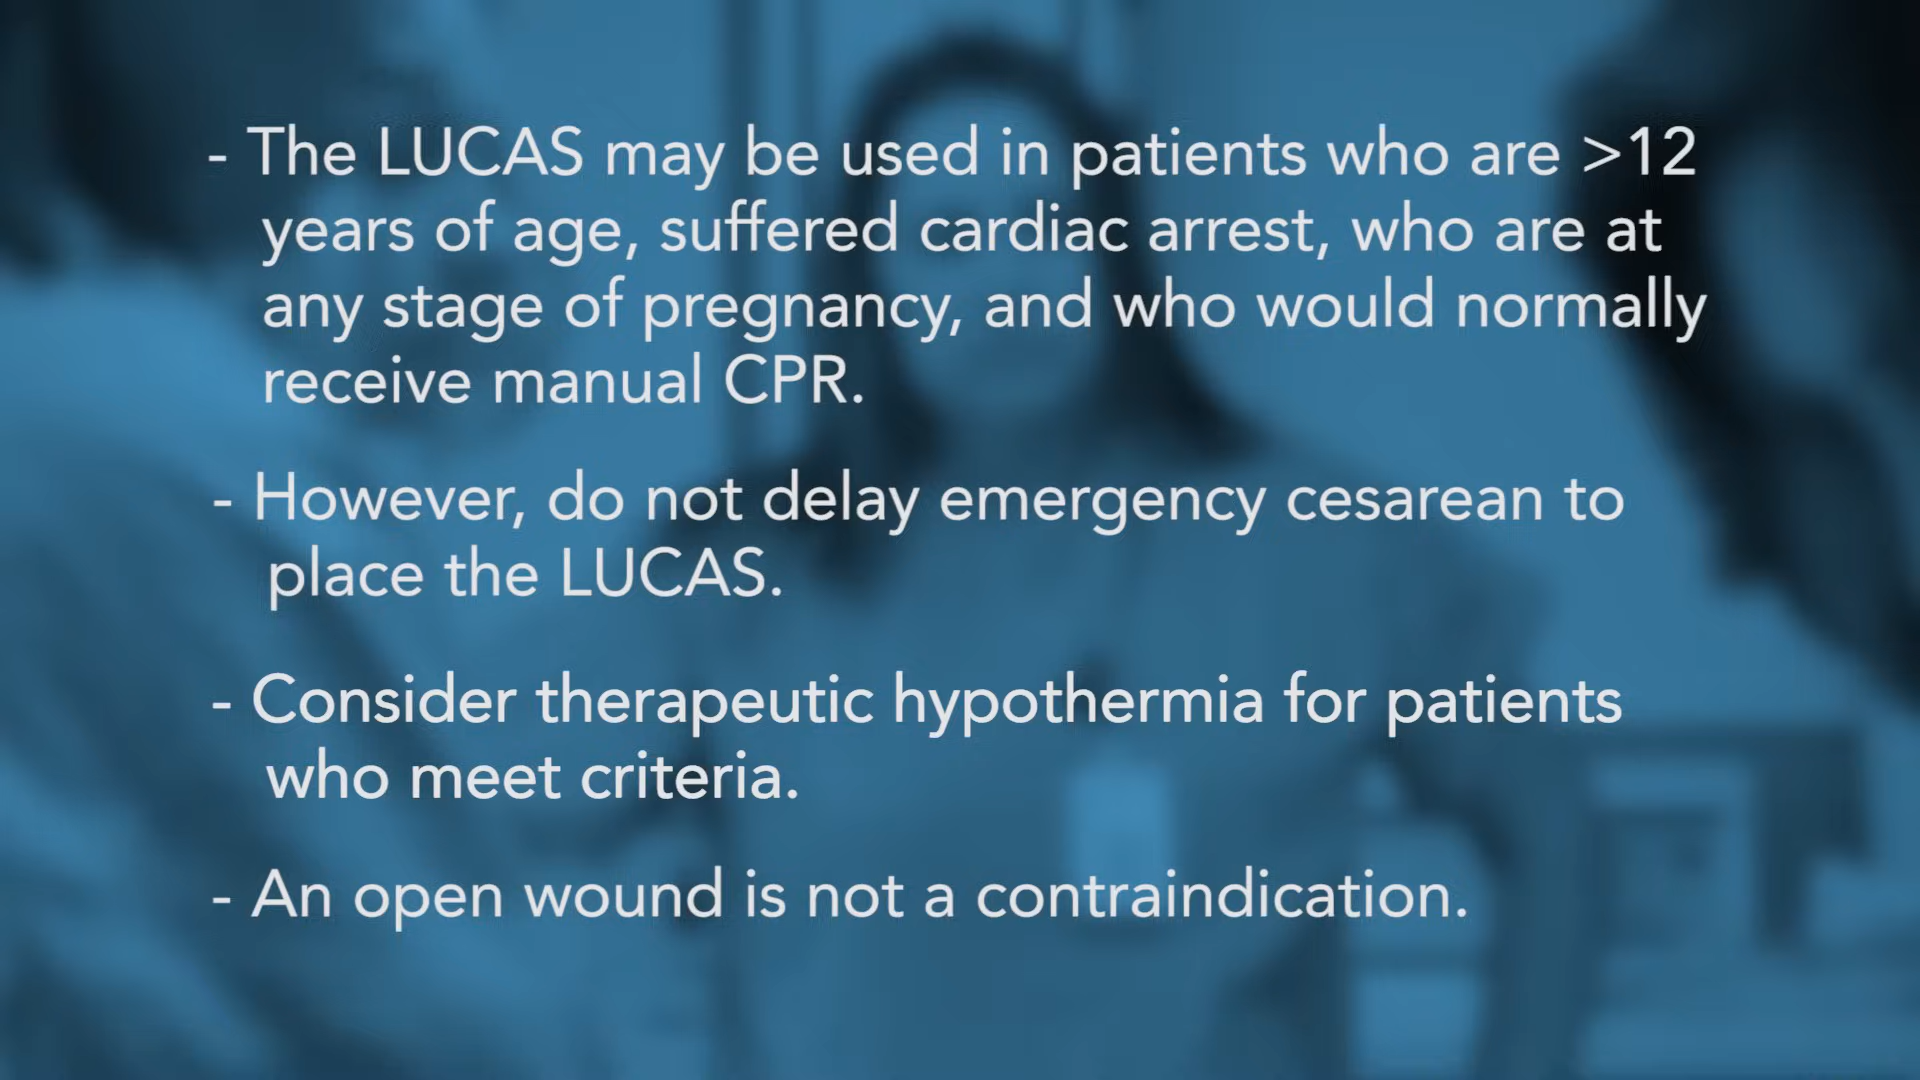 - The LUCAS may be used in patients who are >12
years of age, suffered cardiac arrest, who are at
any stage of pregnancy, and who would normally
receive manual CPR.
- However, do not delay emergency cesarean to
place the LUCAS.
- Consider therapeutic hypothermia for patients
who meet criteria.
- An open wound is not a contraindication.